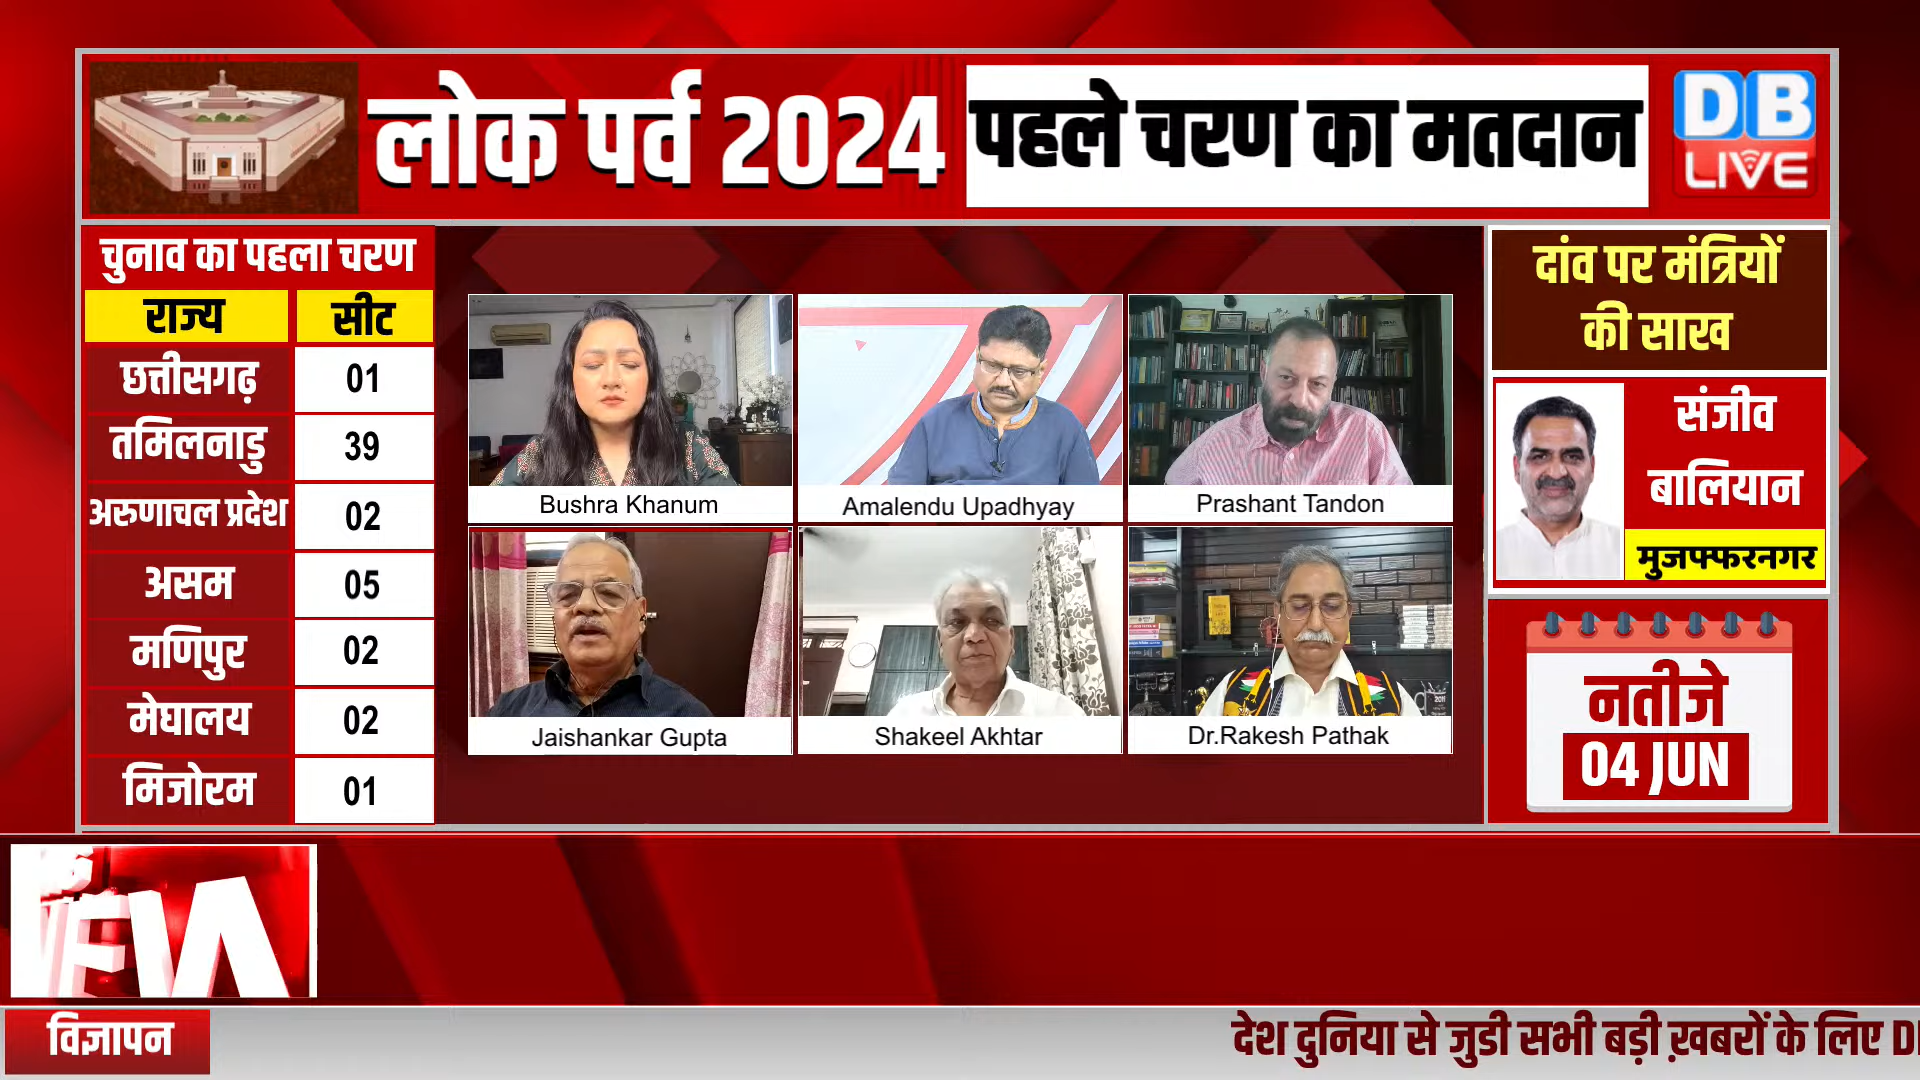 लोक पर्व 2024
पहले चरण का मतदान
DB
LIVE
चुनाव का पहला चरण
राज्य सीट
छत्तीसगढ़ 01
तमिलनाडु 39
अरुणाचल प्रदेश 02
असम 05
मणिपुर 02
मेघालय 02
मिजोरम 01
Bushra Khanum
Amalendu Upadhyay
Prashant Tandon
Jaishankar Gupta
Shakeel Akhtar
Dr.Rakesh Pathak
दांव पर मंत्रियों
की साख
संजीव
बालियान
मुजफ्फरनगर
नतीजे
04 JUN
विज्ञापन
देश दुनिया से जुडी सभी बड़ी ख़बरों के लिए